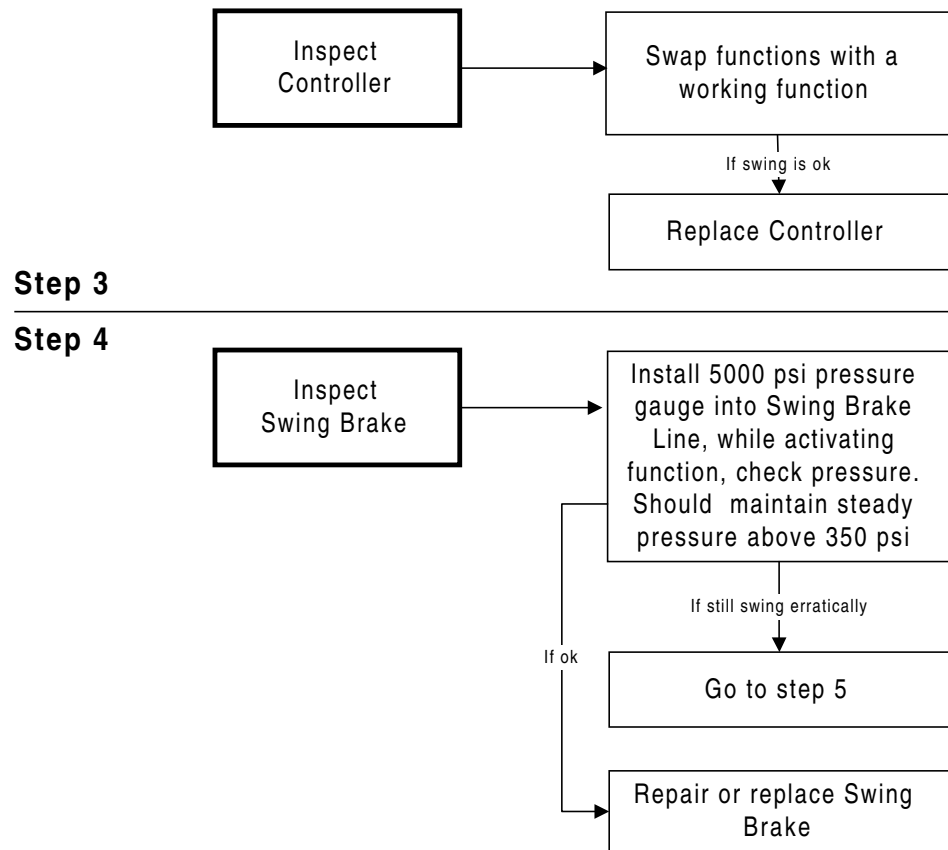 Inspect
Controller
Swap functions with a
working function
If swing is ok
Replace Controller
Step 3
Step 4
Inspect
Swing Brake
Install 5000 psi pressure
gauge into Swing Brake
Line, while activating
function, check pressure.
Should maintain steady
pressure above 350 psi
If still swing erratically
If ok
Go to step 5
Repair or replace Swing
Brake